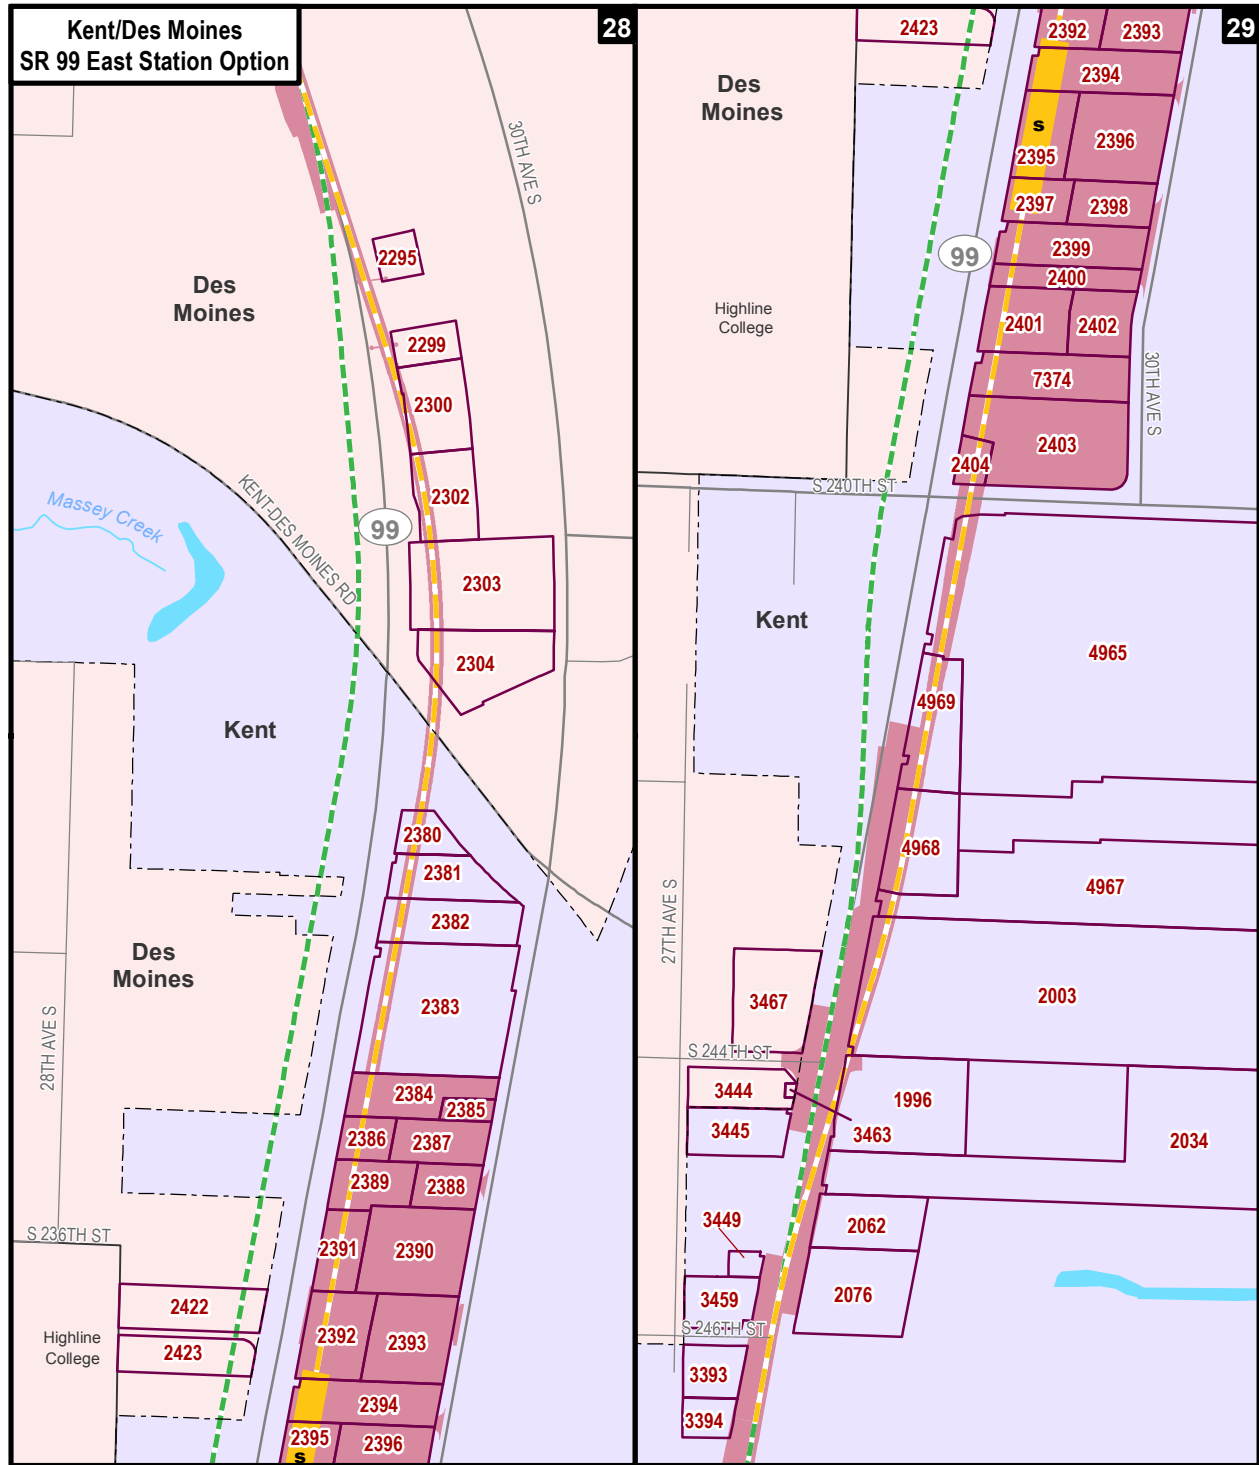 Kent/Des Moines
SR 99 East Station Option
28
30TH AVE S
2295
Des
Moines
2299
2300
2302
Massey Creek
KENT-DES MOINES RD
99
2303
2304
Kent
2380
2381
2382
Des
Moines
2383
28TH AVE S
2384
2385
2386
2387
2389
2388
S 236TH ST
2391
2390
2422
2392
2393
Highline
College
2423
2394
2395
2396
s
29
2423
2392
2393
Des
Moines
2394
s
2396
2395
2397
2398
99
2399
2400
Highline
College
2401
2402
30TH AVE S
7374
2403
2404
S 240TH ST
Kent
4965
4969
4968
4967
27TH AVE S
3467
2003
S 244TH ST
3444
1996
3445
3463
2034
3449
2062
3459
2076
S 246TH ST
3393
3394